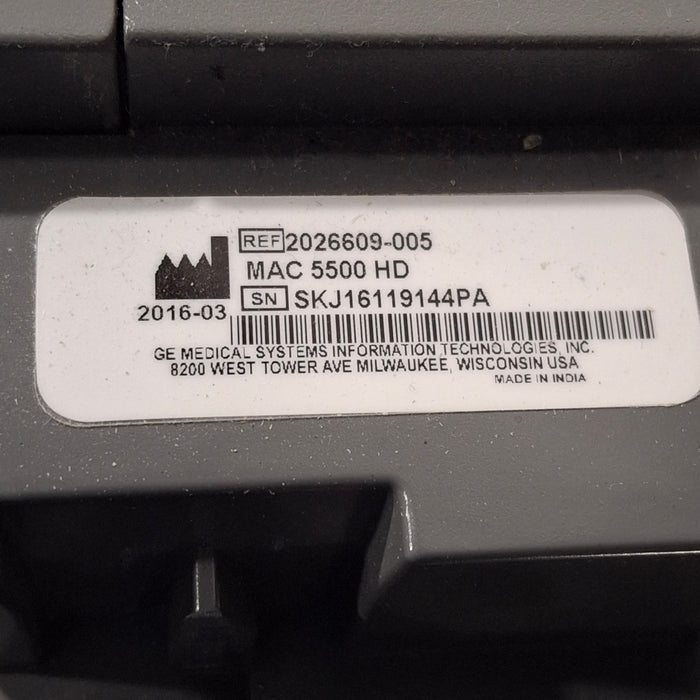 REF 2026609-005
MAC 5500 HD
2016-03
SN SKJ16119144PA
GE MEDICAL SYSTEMS INFORMATION TECHNOLOGIES, INC.
8200 WEST TOWER AVE MILWAUKEE, WISCONSIN USA
MADE IN INDIA